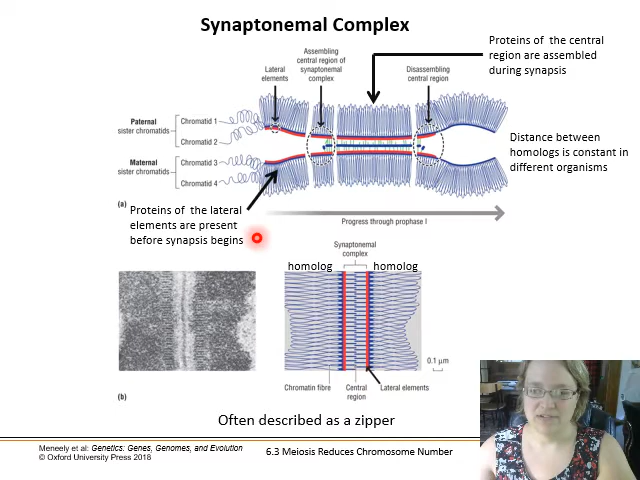 Synaptonemal Complex
Proteins of the central
region are assembled
during synapsis
Assembling
central region of
synaptonemal
complex
Lateral
elements
Disassembling
central region
Paternal
sister chromatids
Chromatid 1
Chromatid 2
Maternal
sister chromatids
Chromatid 3
Chromatid 4
Distance between
homologs is constant in
different organisms
(a)
Proteins of the lateral
elements are present
before synapsis begins
Progress through prophase I
Synaptonemal
complex
homolog
homolog
0.1 μm
Chromatin fibre
Central
region
Lateral elements
(b)
Often described as a zipper
Meneely et al: Genetics: Genes, Genomes, and Evolution
© Oxford University Press 2018
6.3 Meiosis Reduces Chromosome Number